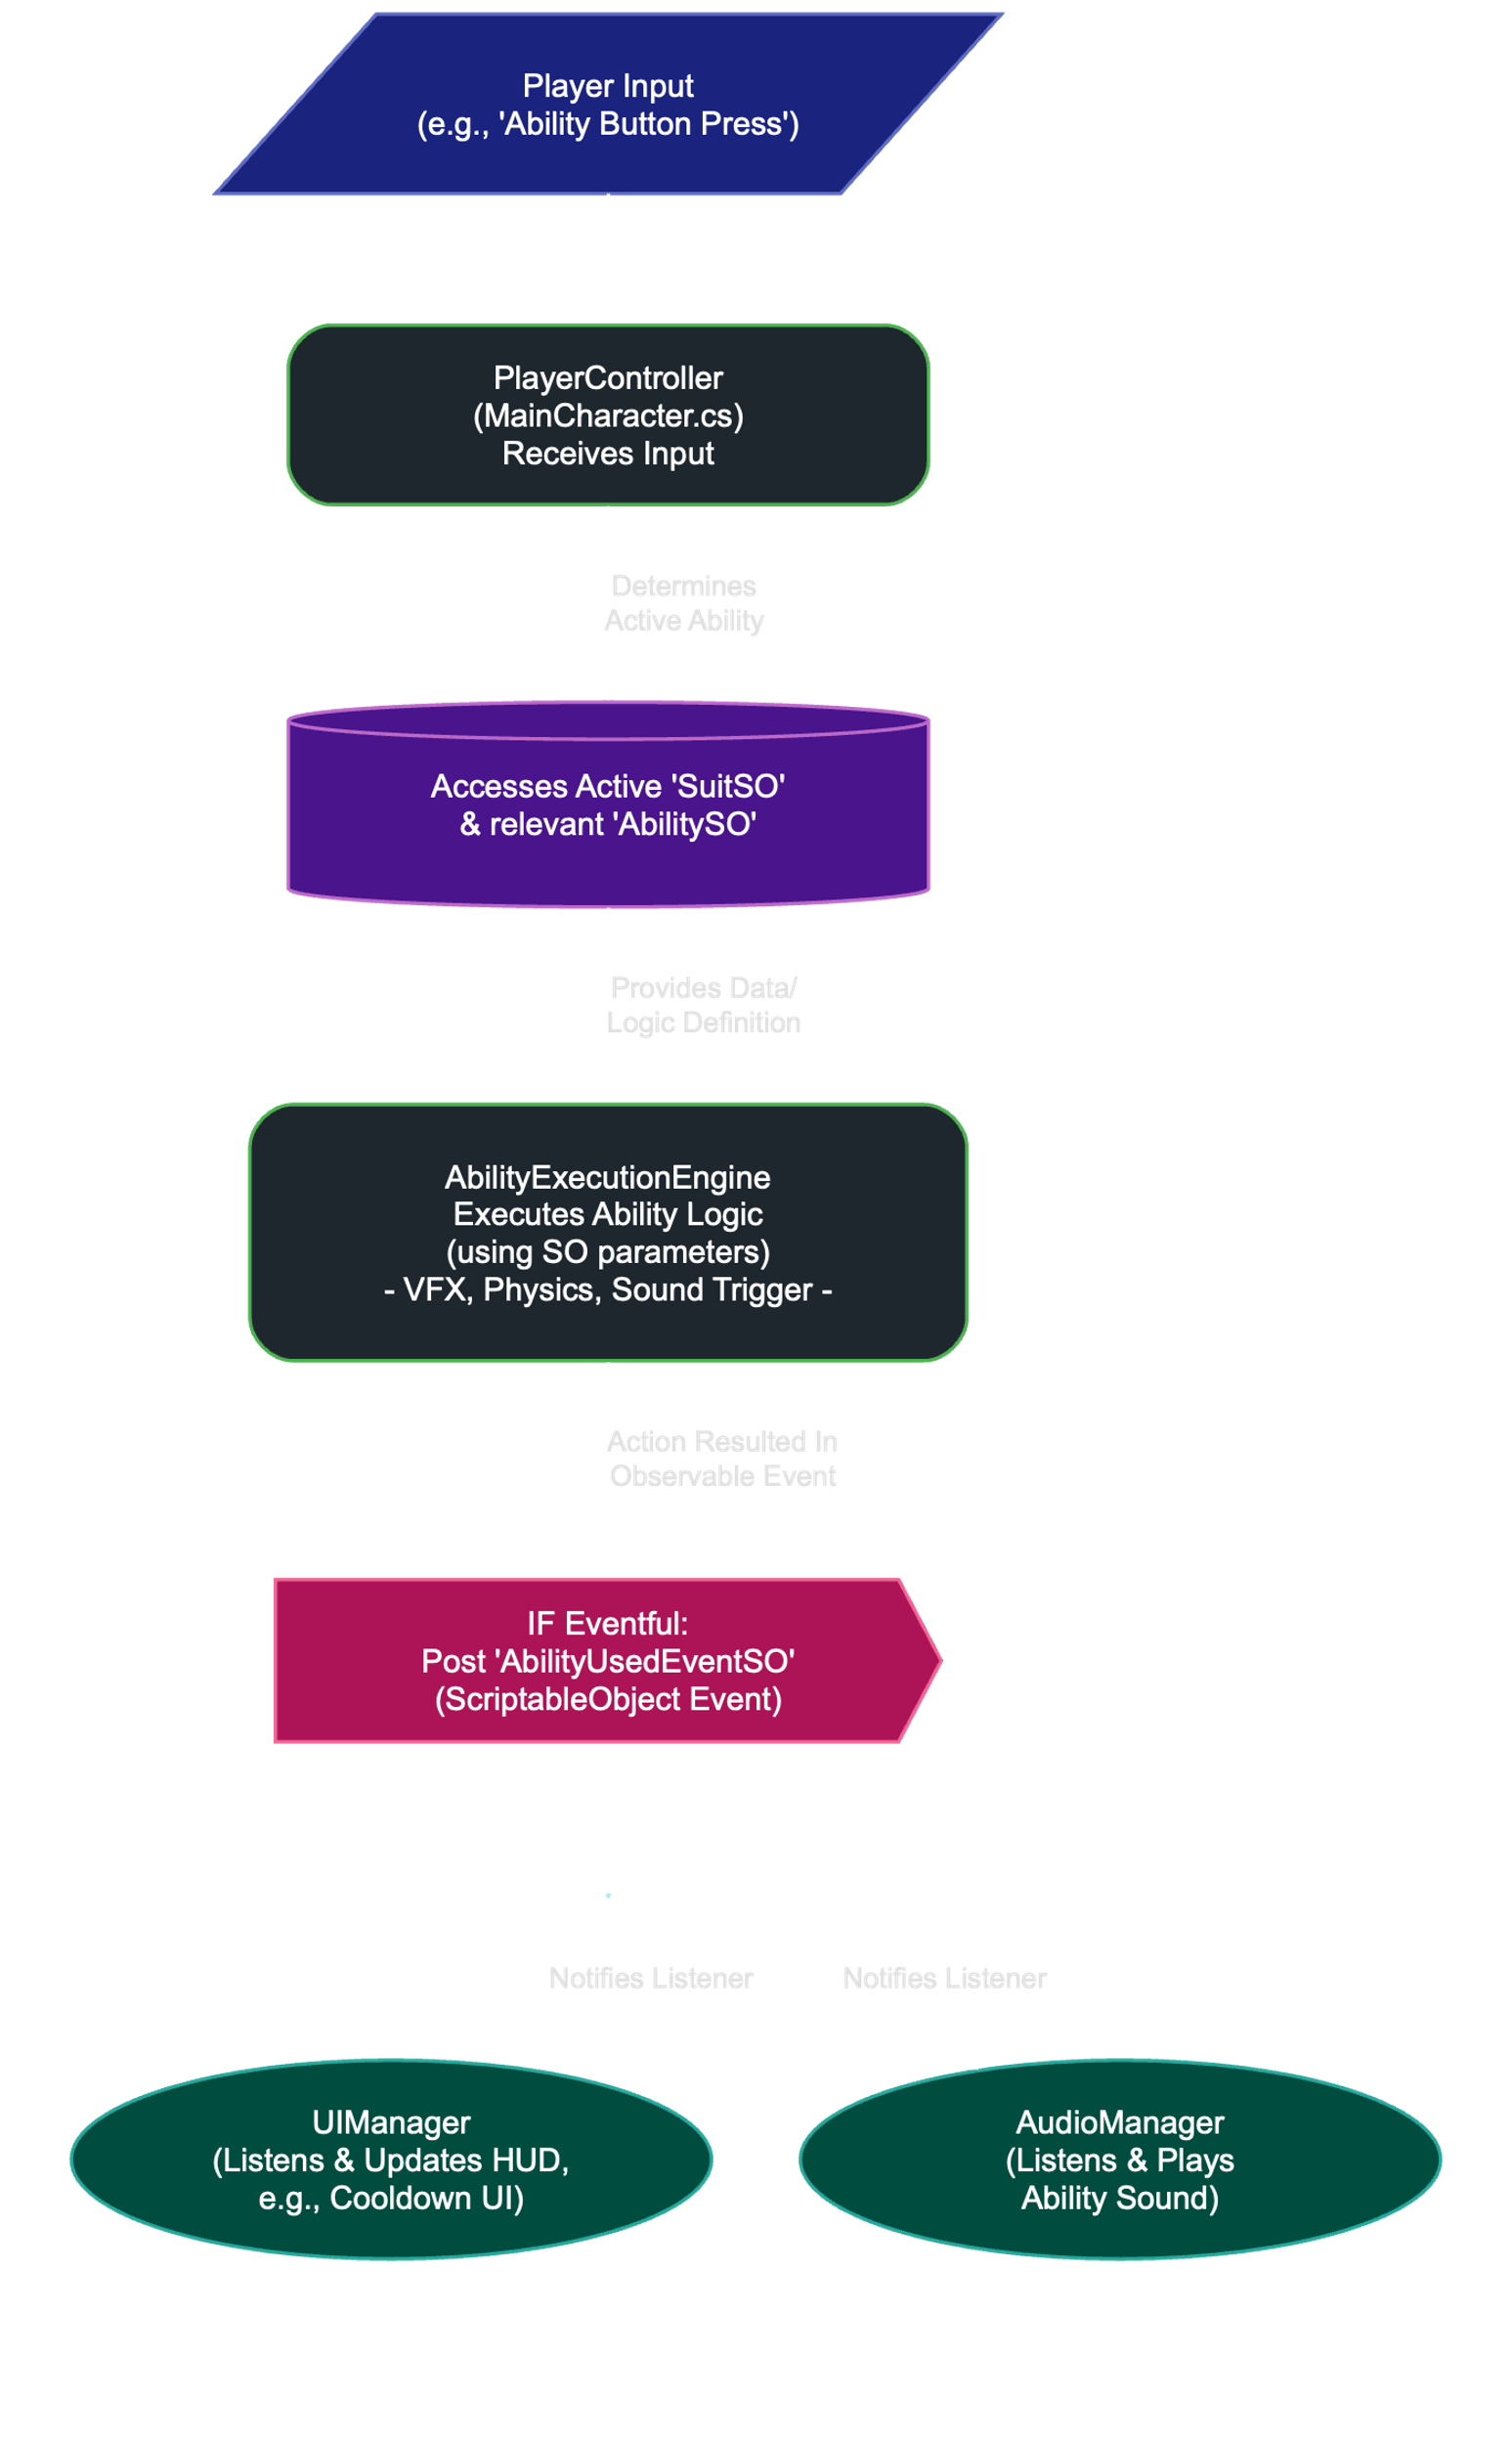 Player Input
(e.g., 'Ability Button Press')
PlayerController
(MainCharacter.cs)
Receives Input
Determines
Active Ability
Accesses Active 'SuitSO'
& relevant 'AbilitySO'
Provides Data/
Logic Definition
AbilityExecutionEngine
Executes Ability Logic
(using SO parameters)
- VFX, Physics, Sound Trigger -
Action Resulted In
Observable Event
IF Eventful:
Post 'AbilityUsedEventSO'
(ScriptableObject Event)
Notifies Listener
Notifies Listener
UIManager
(Listens & Updates HUD,
e.g., Cooldown UI)
AudioManager
(Listens & Plays
Ability Sound)